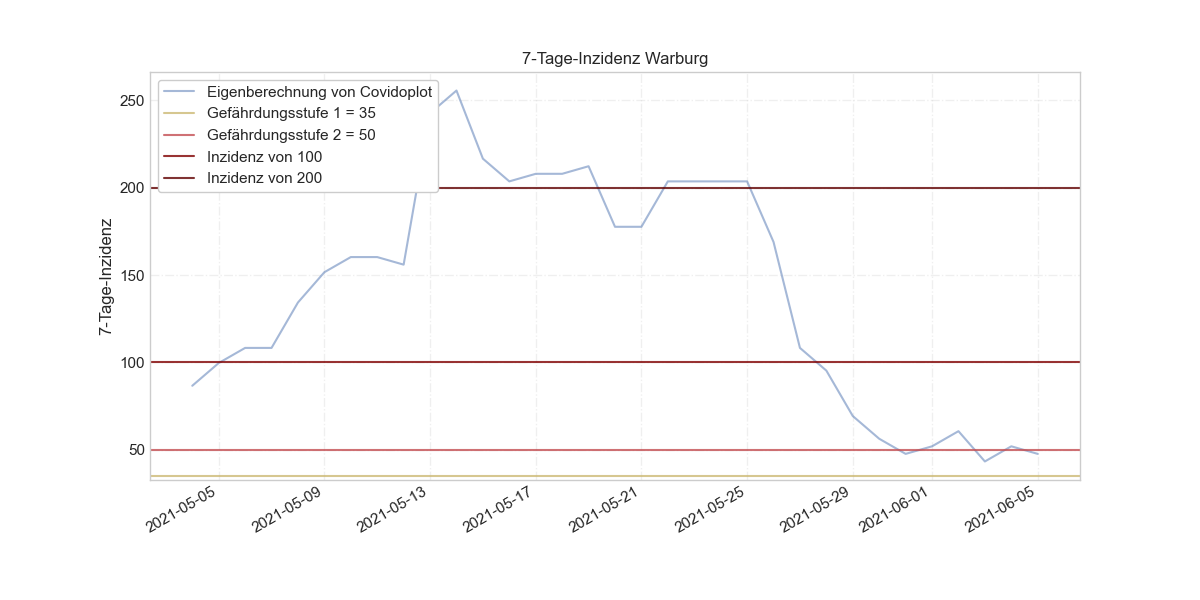 7-Tage-Inzidenz Warburg
Eigenberechnung von Covidoplot
Gefährdungsstufe 1 = 35
Gefährdungsstufe 2 = 50
Inzidenz von 100
Inzidenz von 200
7-Tage-Inzidenz
250
200
150
100
50
2021-05-05
2021-05-09
2021-05-13
2021-05-17
2021-05-21
2021-05-25
2021-05-29
2021-06-01
2021-06-05